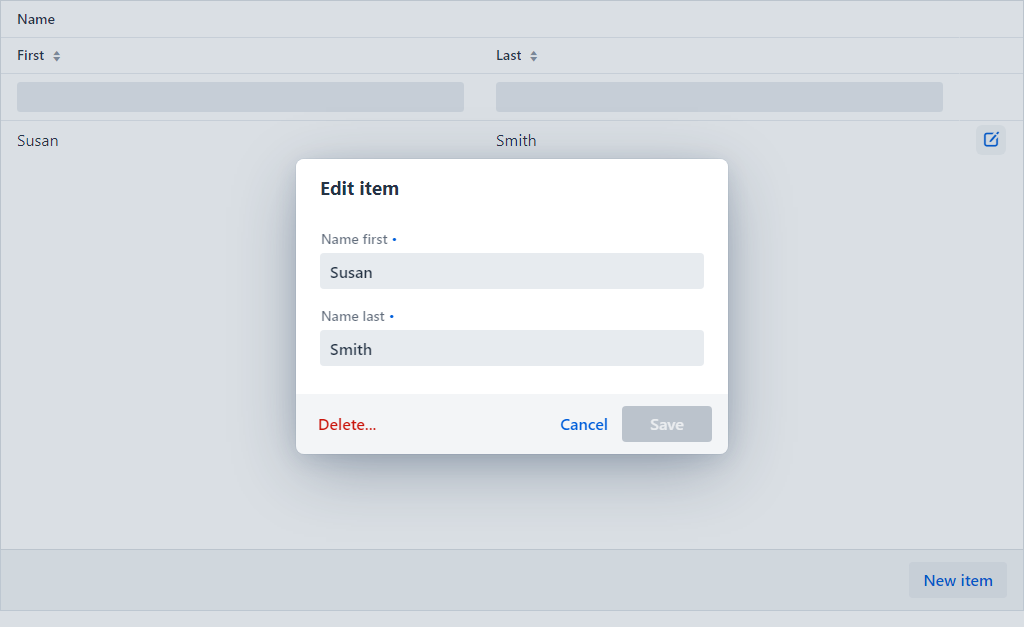 Name
First Last
Susan Smith
Edit item
Name first •
Susan
Name last •
Smith
Delete... Cancel Save
New item